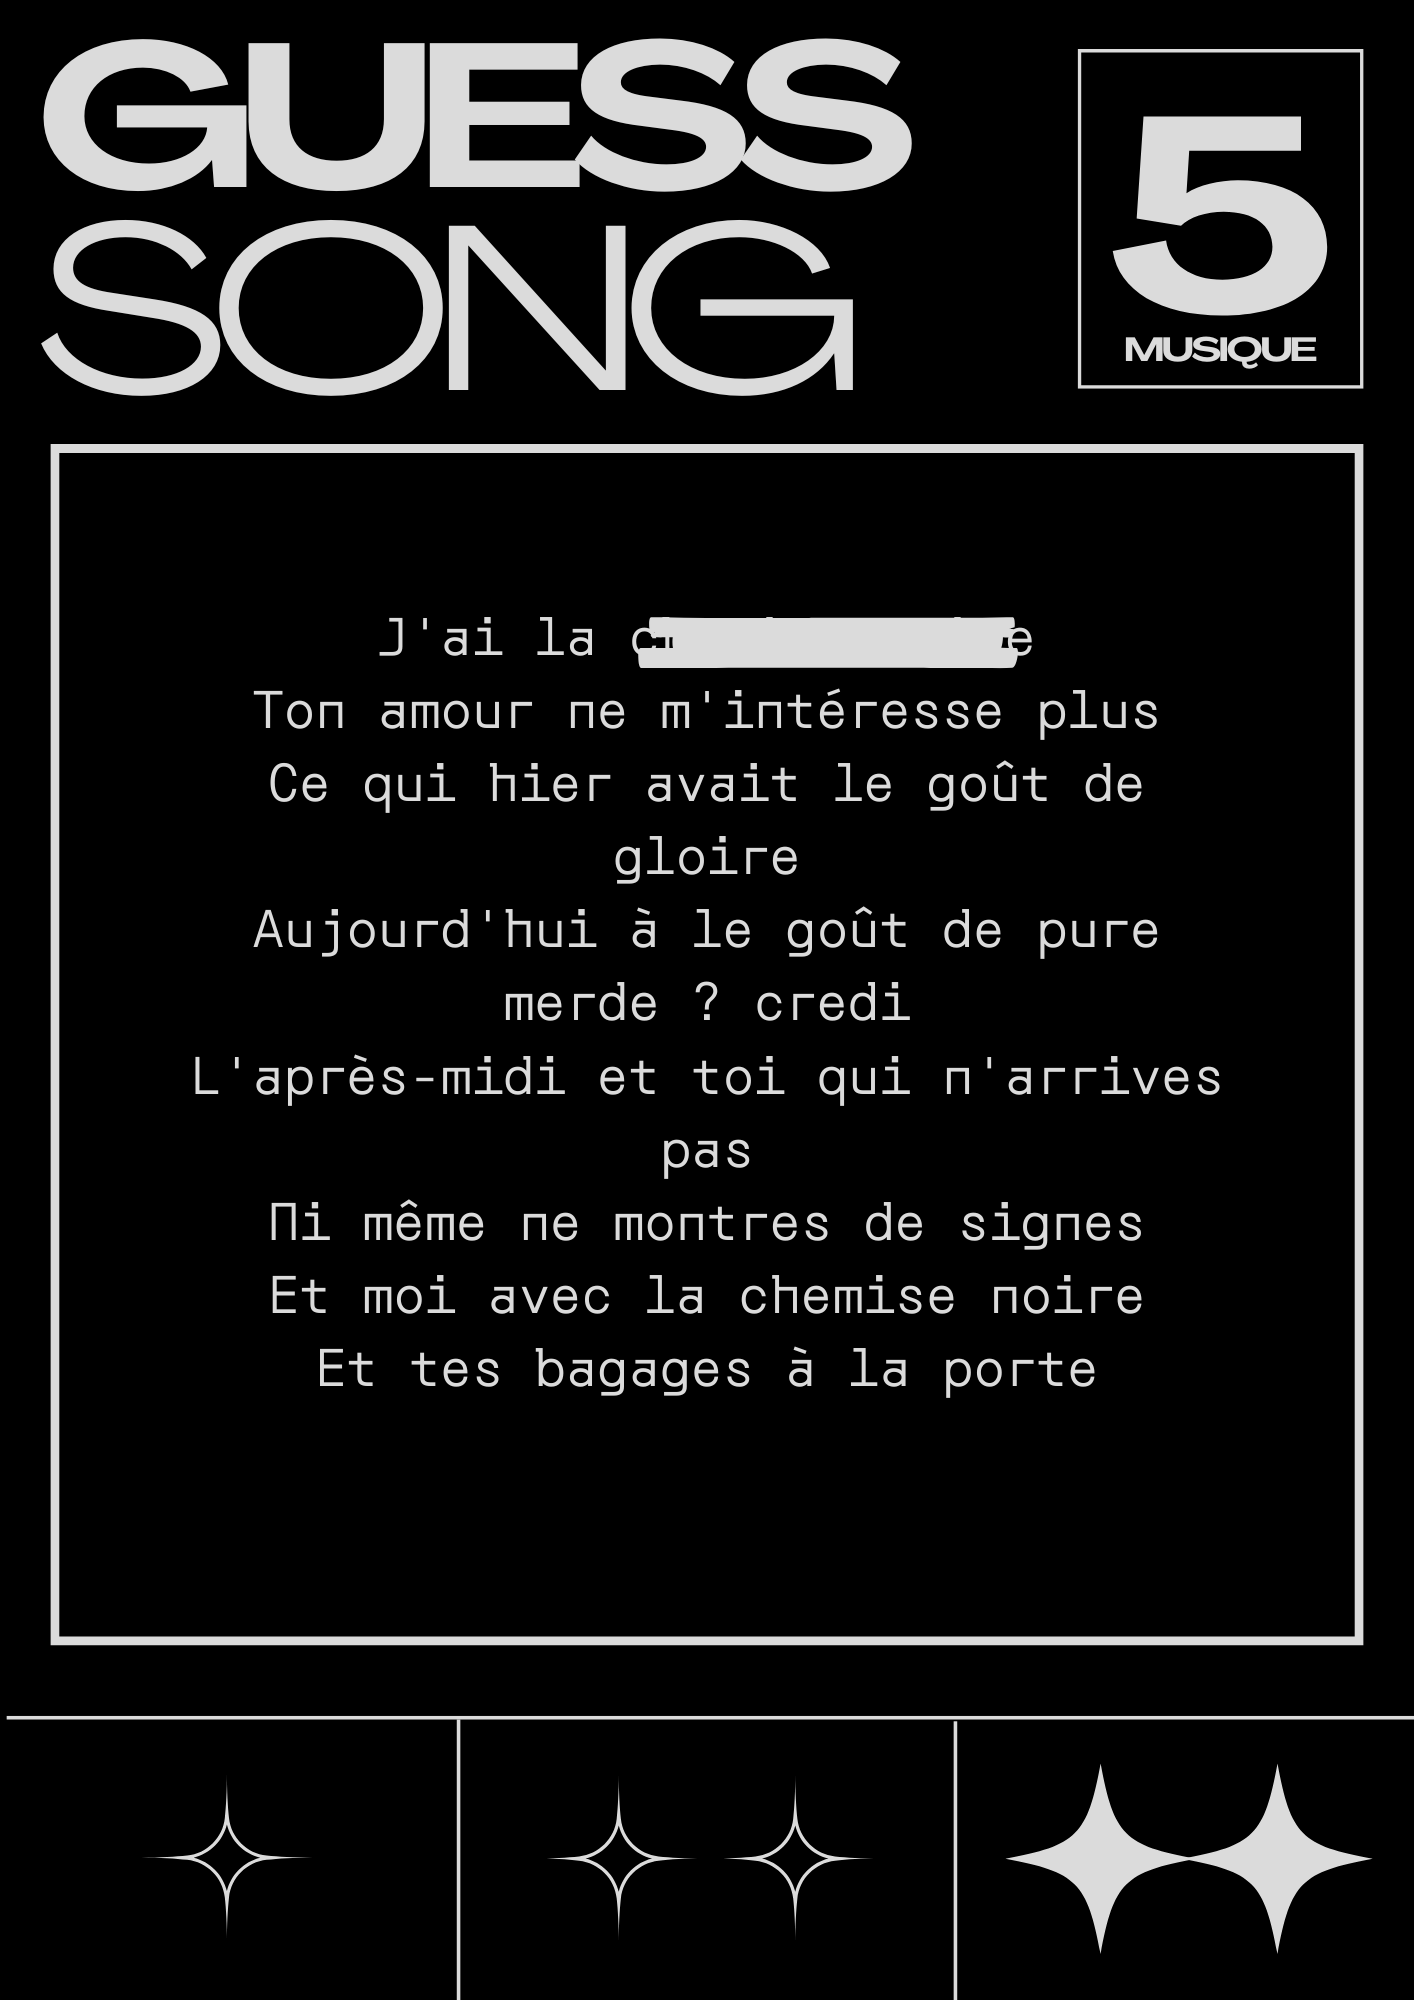 GUESS
SONG
5
MUSIQUE
J'ai la
Ton amour ne m'intéresse plus
Ce qui hier avait le goût de
gloire
Aujourd'hui à le goût de pure
merde ? credi
L'après-midi et toi qui n'arrives
pas
Ni même ne montres de signes
Et moi avec la chemise noire
Et tes bagages à la porte